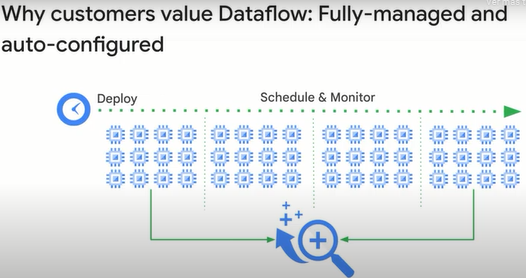 Why customers value Dataflow: Fully-managed and
auto-configured
Deploy
Schedule & Monitor